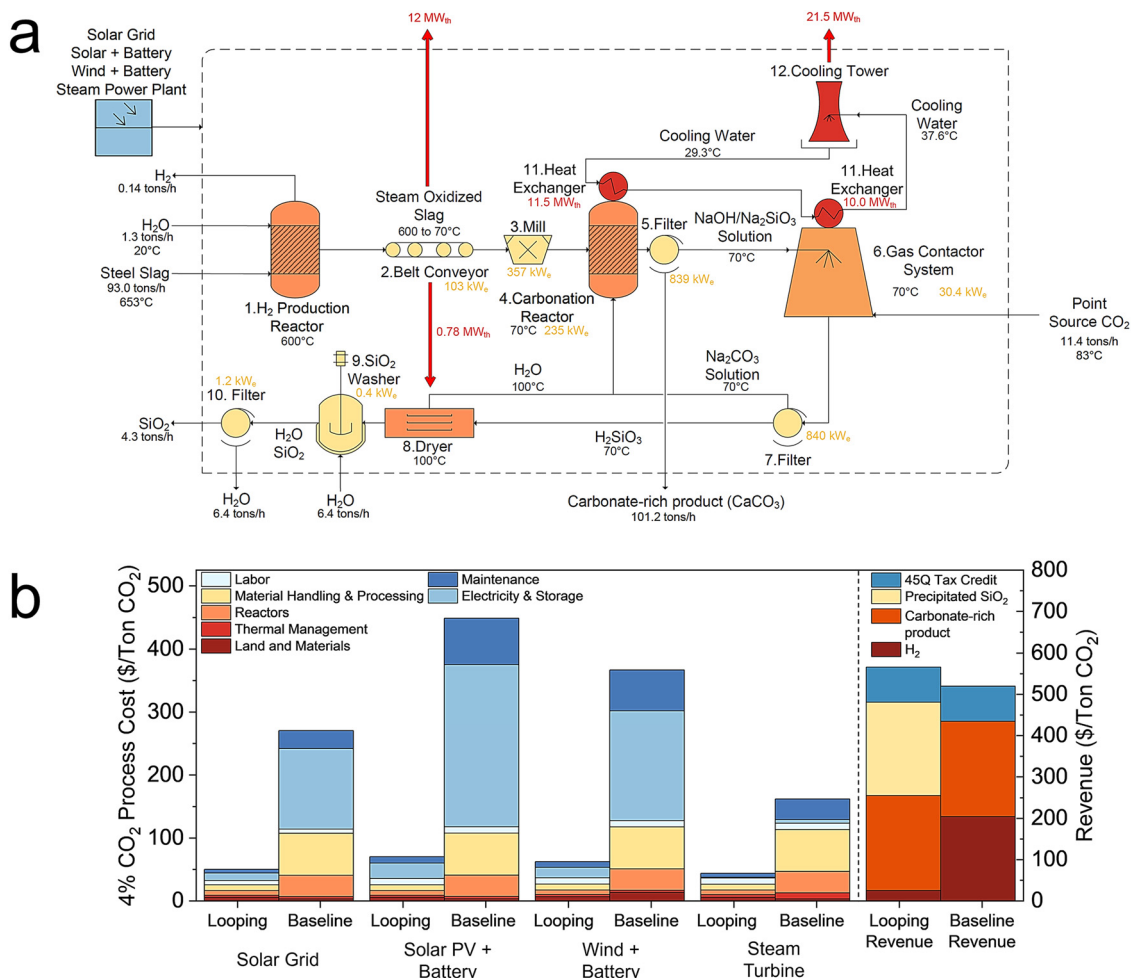 a
Solar Grid
Solar + Battery
Wind + Battery
Steam Power Plant
12 MWth
21.5 MWth
12.Cooling Tower
Cooling
Water
37.6°C
Cooling Water
29.3°C
H₂
0.14 tons/h
H₂O
1.3 tons/h
20°C
Steel Slag
93.0 tons/h
653°C
1.H₂ Production
Reactor
600°C
Steam Oxidized
Slag
600 to 70°C
2.Belt Conveyor
103 kWe
3.Mill
357 kWe
11.Heat
Exchanger
11.5 MWth
4.Carbonation
Reactor
70°C 235 kWe
5.Filter
839 kWe
NaOH/Na₂SiO₃
Solution
70°C
11.Heat
Exchanger
10.0 MWth
6.Gas Contactor
System
70°C 30.4 kWe
Point
Source CO₂
11.4 tons/h
83°C
0.78 MWth
H₂O
100°C
Na₂CO₃
Solution
70°C
840 kWe
7.Filter
H₂SiO₃
70°C
8.Dryer
100°C
9.SiO₂
Washer
0.4 kWe
1.2 kWe
10. Filter
SiO₂
4.3 tons/h
H₂O
SiO₂
H₂O
6.4 tons/h
H₂O
6.4 tons/h
Carbonate-rich product (CaCO₃)
101.2 tons/h
b
4% CO₂ Process Cost ($/Ton CO₂)
500
400
300
200
100
0
Labor
Material Handling & Processing
Reactors
Thermal Management
Land and Materials
Maintenance
Electricity & Storage
45Q Tax Credit
Precipitated SiO₂
Carbonate-rich
product
H₂
800
700
600
500
400
300
200
100
0
Revenue ($/Ton CO₂)
Looping Baseline Looping Baseline Looping Baseline Looping Baseline Looping Baseline
Revenue Revenue
Solar Grid
Solar PV +
Battery
Wind +
Battery
Steam
Turbine